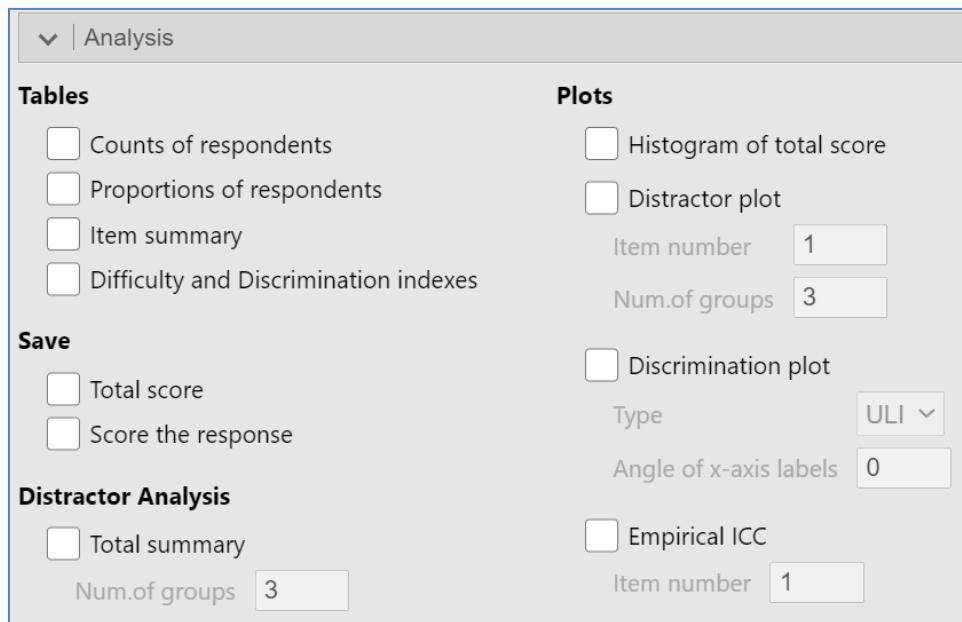 Analysis
Tables
Counts of respondents
Proportions of respondents
Item summary
Difficulty and Discrimination indexes
Save
Total score
Score the response
Distractor Analysis
Total summary
Num.of groups 3
Plots
Histogram of total score
Distractor plot
Item number 1
Num.of groups 3
Discrimination plot
Type ULI
Angle of x-axis labels 0
Empirical ICC
Item number 1